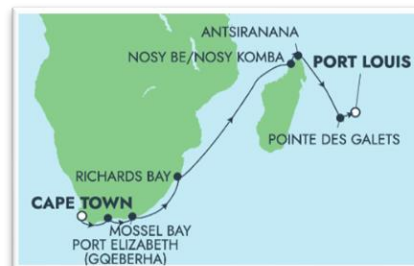 ANTSIRANANA
NOSY BE/NOSY KOMBA
PORT LOUIS
POINTE DES GALETS
RICHARDS BAY
CAPE TOWN
MOSSEL BAY
PORT ELIZABETH
(GQEBERHA)